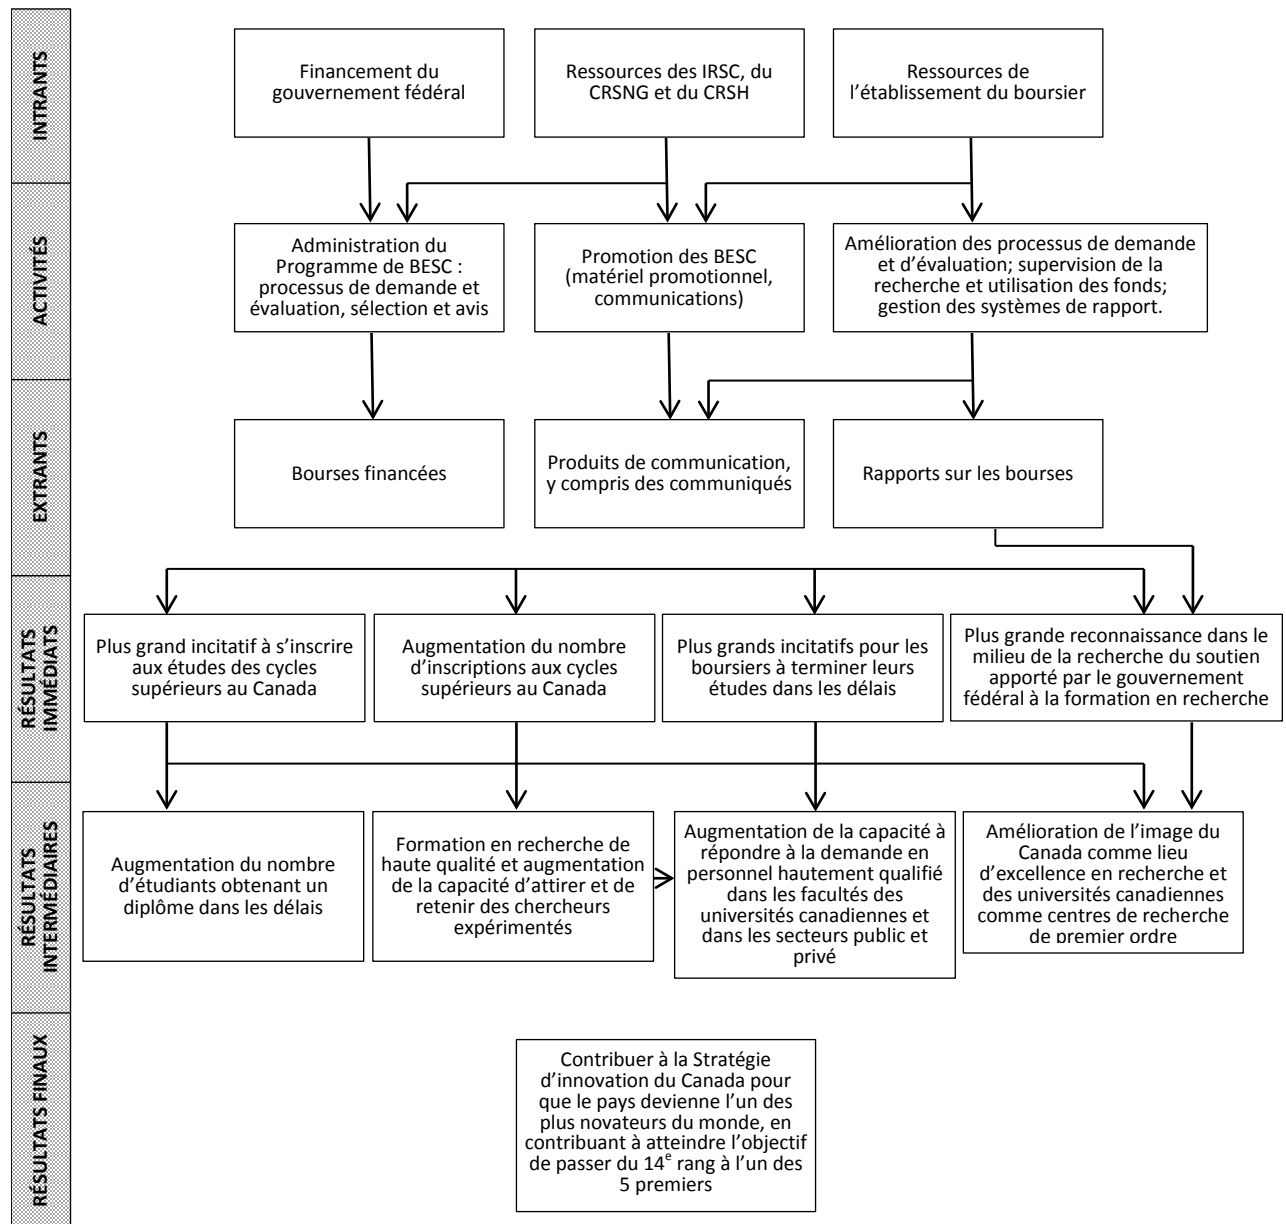 INTRANTS
Financement du
gouvernement fédéral
Ressources des IRSC, du
CRSNG et du CRSH
Ressources de
l’établissement du boursier
ACTIVITÉS
Administration du
Programme de BESC :
processus de demande et
évaluation, sélection et avis
Promotion des BESC
(matériel promotionnel,
communications)
Amélioration des processus de demande
et d’évaluation; supervision de la
recherche et utilisation des fonds;
gestion des systèmes de rapport.
EXTRANTS
Bourses financées
Produits de communication,
y compris des communiqués
Rapports sur les bourses
RÉSULTATS
IMMÉDIATS
Plus grand incitatif à s’inscrire
aux études des cycles
supérieurs au Canada
Augmentation du nombre
d’inscriptions aux cycles
supérieurs au Canada
Plus grands incitatifs pour les
boursiers à terminer leurs
études dans les délais
Plus grande reconnaissance dans le
milieu de la recherche du soutien
apporté par le gouvernement
fédéral à la formation en recherche
RÉSULTATS
INTERMÉDIAIRES
Augmentation du nombre
d’étudiants obtenant un
diplôme dans les délais
Formation en recherche de
haute qualité et augmentation
de la capacité d’attirer et de
retenir des chercheurs
expérimentés
Augmentation de la capacité à
répondre à la demande en
personnel hautement qualifié
dans les facultés des
universités canadiennes et
dans les secteurs public et
privé
Amélioration de l’image du
Canada comme lieu
d’excellence en recherche et
des universités canadiennes
comme centres de recherche
de premier ordre
RÉSULTATS FINAUX
Contribuer à la Stratégie
d’innovation du Canada pour
que le pays devienne l’un des
plus novateurs du monde, en
contribuant à atteindre l’objectif
de passer du 14e rang à l’un des
5 premiers